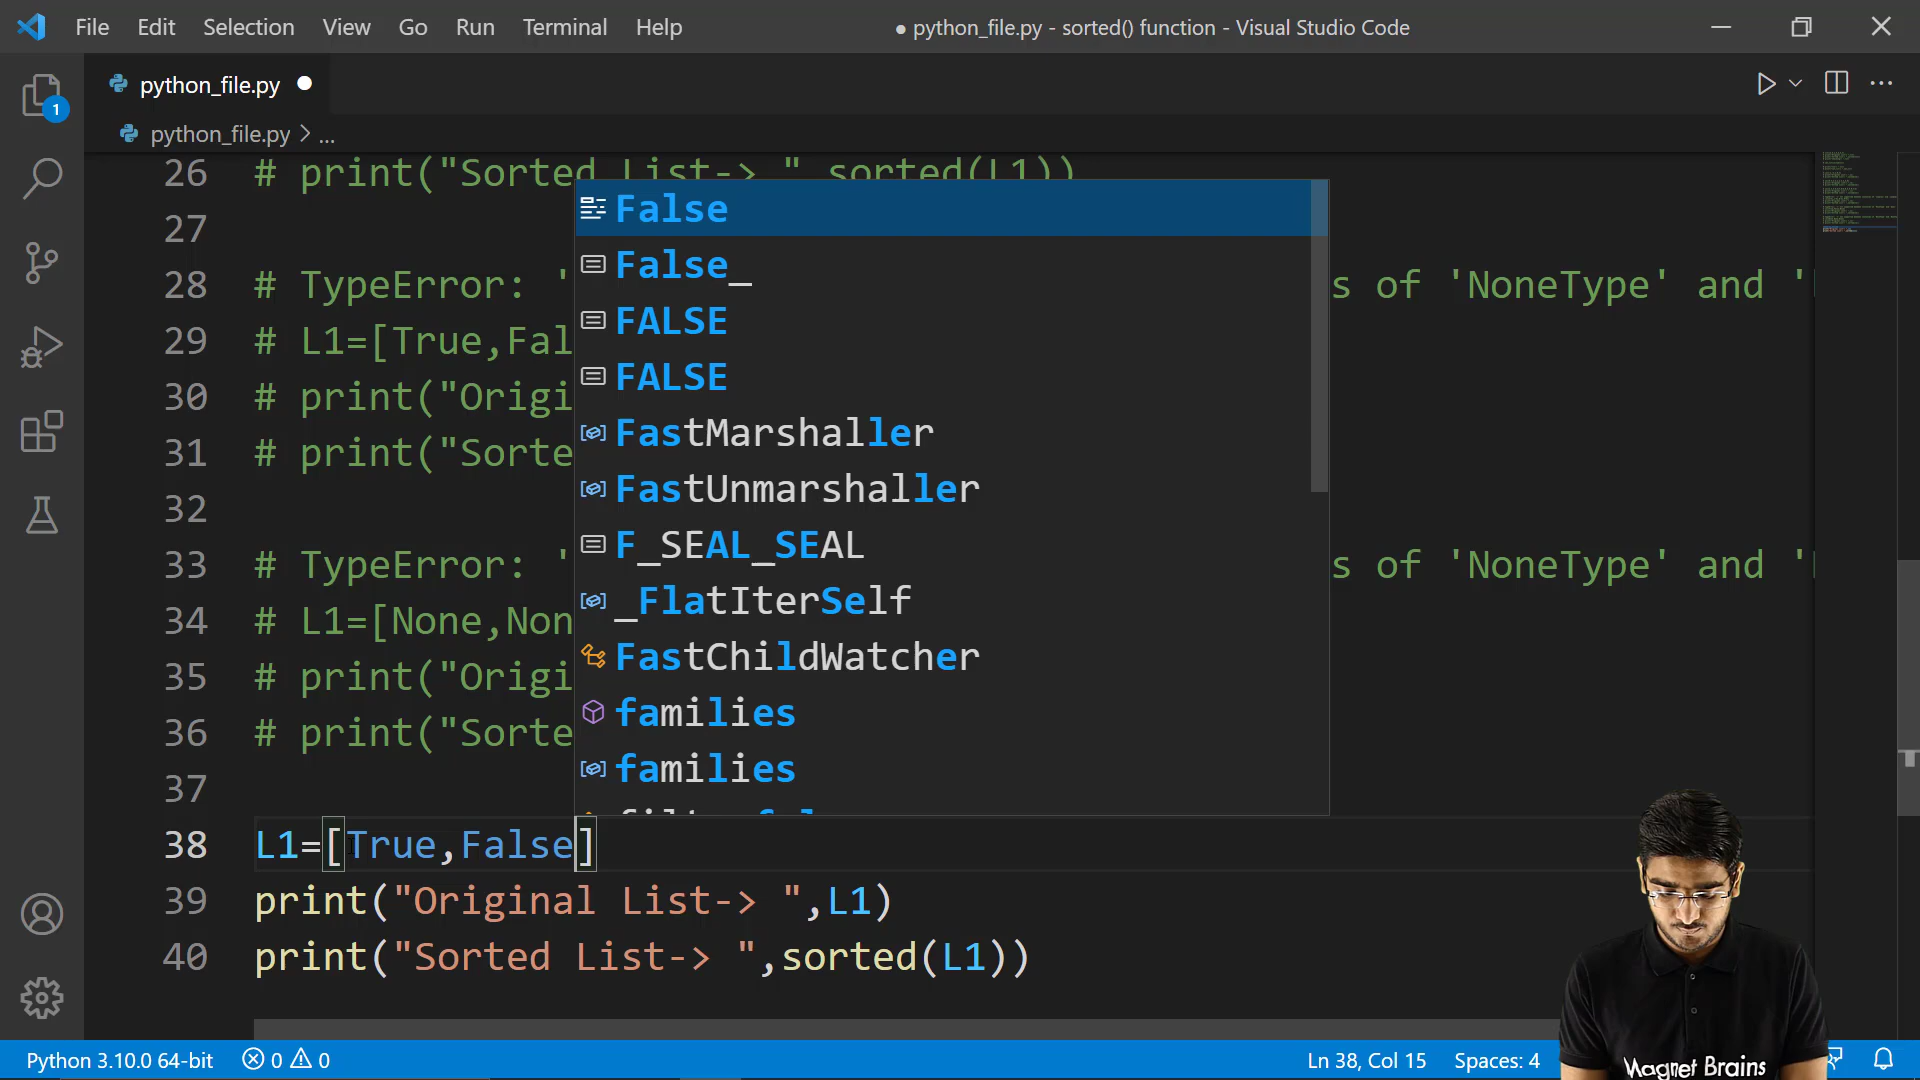 File Edit Selection View Go Run Terminal Help
● python_file.py - sorted() function - Visual Studio Code
python_file.py ●
python_file.py > ...
1
26 # print("Sorted List-> ",sorted(L1))
27
28 # TypeError: ' s of 'NoneType' and '
29 # L1=[True,Fal
30 # print("Origi
31 # print("Sorte
32
33 # TypeError: ' s of 'NoneType' and '
34 # L1=[None,Non
35 # print("Origi
36 # print("Sorte
37
38 L1=[True,False]
39 print("Original List-> ",L1)
40 print("Sorted List-> ",sorted(L1))
False
False_
FALSE
FALSE
FastMarshaller
FastUnmarshaller
F_SEAL_SEAL
_FlatIterSelf
FastChildWatcher
families
families
Python 3.10.0 64-bit 0 0
Ln 38, Col 15 Spaces: 4
Magnet Brains